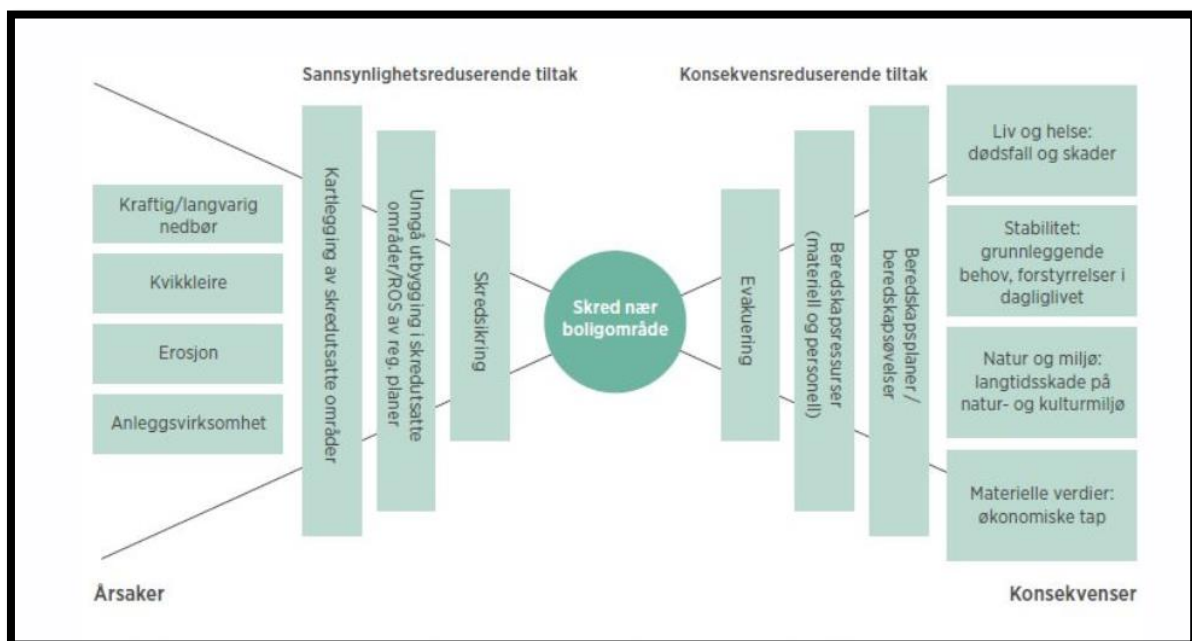 Sannsynlighetsreduserende tiltak
Konsekvensreduserende tiltak
Kraftig/langvarig
nedbør
Kvikkleire
Erosjon
Anleggsvirksomhet
Kartlegging av skredutsatte områder
Unngå utbygging i skredutsatte
områder/ROS av reg. planer
Skredsikring
Skred nær
boligområde
Evakuering
Beredskapsressurser
(materiell og personell)
Beredskapsplaner /
beredskapsøvelser
Liv og helse:
dødsfall og skader
Stabilitet:
grunnleggende
behov, forstyrrelser i
dagliglivet
Natur og miljø:
langtidsskade på
natur- og kulturmiljø
Materielle verdier:
økonomiske tap
Årsaker
Konsekvenser